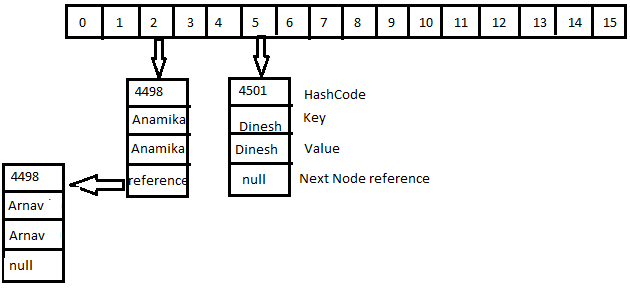 0 1 2 3 4 5 6 7 8 9 10 11 12 13 14 15
4498
Anamika
Anamika
reference
4501
Dinesh
Dinesh
null
HashCode
Key
Value
Next Node reference
4498
Arnav
Arnav
null